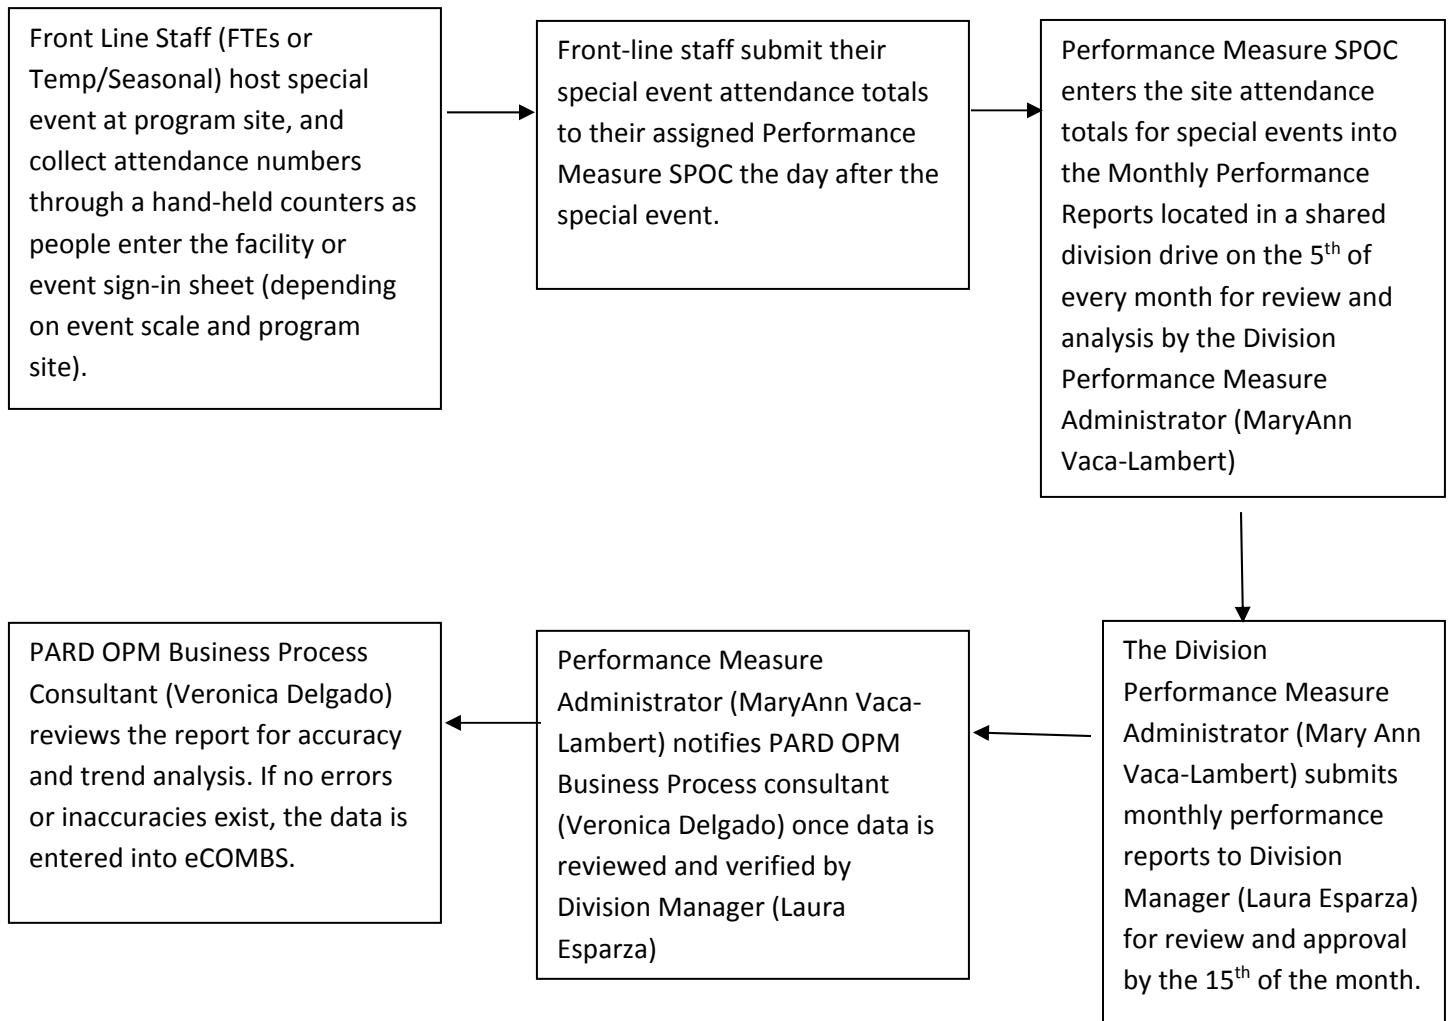 Front Line Staff (FTEs or
Temp/Seasonal) host special
event at program site, and
collect attendance numbers
through a hand-held counters as
people enter the facility or
event sign-in sheet (depending
on event scale and program
site).
Front-line staff submit their
special event attendance totals
to their assigned Performance
Measure SPOC the day after the
special event.
Performance Measure SPOC
enters the site attendance
totals for special events into
the Monthly Performance
Reports located in a shared
division drive on the 5th of
every month for review and
analysis by the Division
Performance Measure
Administrator (MaryAnn
Vaca-Lambert)
The Division
Performance Measure
Administrator (Mary Ann
Vaca-Lambert) submits
monthly performance
reports to Division
Manager (Laura Esparza)
for review and approval
by the 15th of the month.
Performance Measure
Administrator (MaryAnn Vaca-
Lambert) notifies PARD OPM
Business Process consultant
(Veronica Delgado) once data is
reviewed and verified by
Division Manager (Laura
Esparza)
PARD OPM Business Process
Consultant (Veronica Delgado)
reviews the report for accuracy
and trend analysis. If no errors
or inaccuracies exist, the data is
entered into eCOMBS.